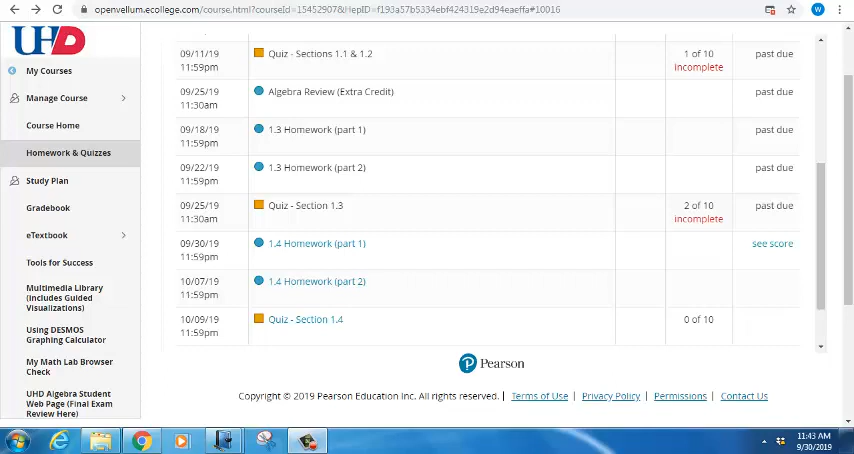 openvellum.ecollege.com/course.html?courseId=15452907&HepID=f193a57b5334ebf424319e2d94eaeffa#10016
W
UHD
My Courses
Manage Course
Course Home
Homework & Quizzes
Study Plan
Gradebook
eTextbook
Tools for Success
Multimedia Library
(includes Guided
Visualizations)
Using DESMOS
Graphing Calculator
My Math Lab Browser
Check
UHD Algebra Student
Web Page (Final Exam
Review Here)
09/11/19 Quiz - Sections 1.1 & 1.2 1 of 10 past due
11:59pm incomplete
09/25/19 Algebra Review (Extra Credit)
11:30am
09/18/19 1.3 Homework (part 1) past due
11:59pm
09/22/19 1.3 Homework (part 2) past due
11:59pm
09/25/19 Quiz - Section 1.3 2 of 10 past due
11:30am incomplete
09/30/19 1.4 Homework (part 1) see score
11:59pm
10/07/19 1.4 Homework (part 2)
11:59pm
10/09/19 Quiz - Section 1.4 0 of 10
11:59pm
P Pearson
Copyright © 2019 Pearson Education Inc. All rights reserved. | Terms of Use | Privacy Policy | Permissions | Contact Us
11:43 AM
9/30/2019